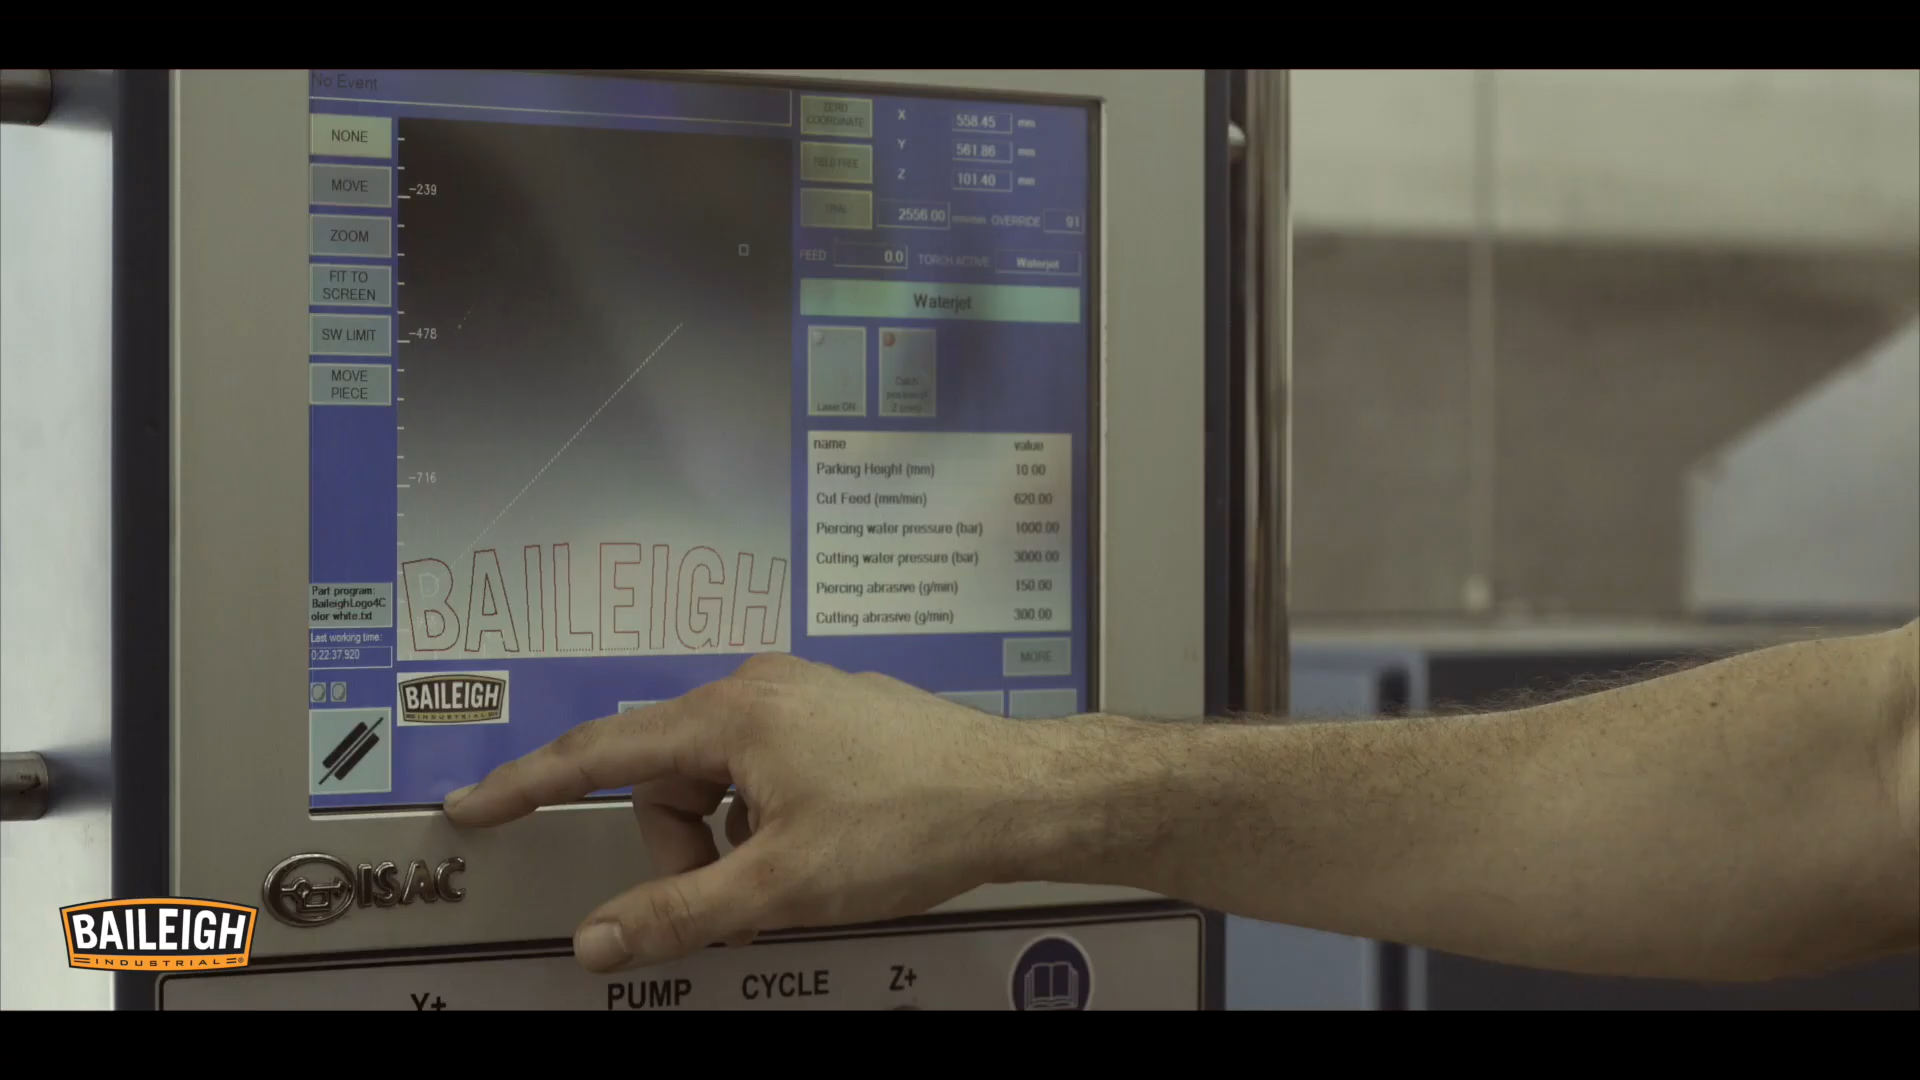 No Event
NONE
MOVE
ZOOM
FIT TO
SCREEN
SW LIMIT
MOVE
PIECE
-239
-478
-716
BAILEIGH
Part program:
BaileighLogo4C
olor white.txt
Last working time:
0:22:37.920
BAILEIGH
INDUSTRIAL
ZERO
COORDINATE
X 558.45 mm
Y 561.86 mm
Z 101.40 mm
2556.00 OVERRIDE 91
FEED 0.0 TORCH ACTIVE Waterjet
Waterjet
Laser ON
name value
Parking Height (mm) 10.00
Cut Feed (mm/min) 620.00
Piercing water pressure (bar) 1000.00
Cutting water pressure (bar) 3000.00
Piercing abrasive (g/min) 150.00
Cutting abrasive (g/min) 300.00
MORE
ISAC
Y+
PUMP
CYCLE
Z+
BAILEIGH
INDUSTRIAL®